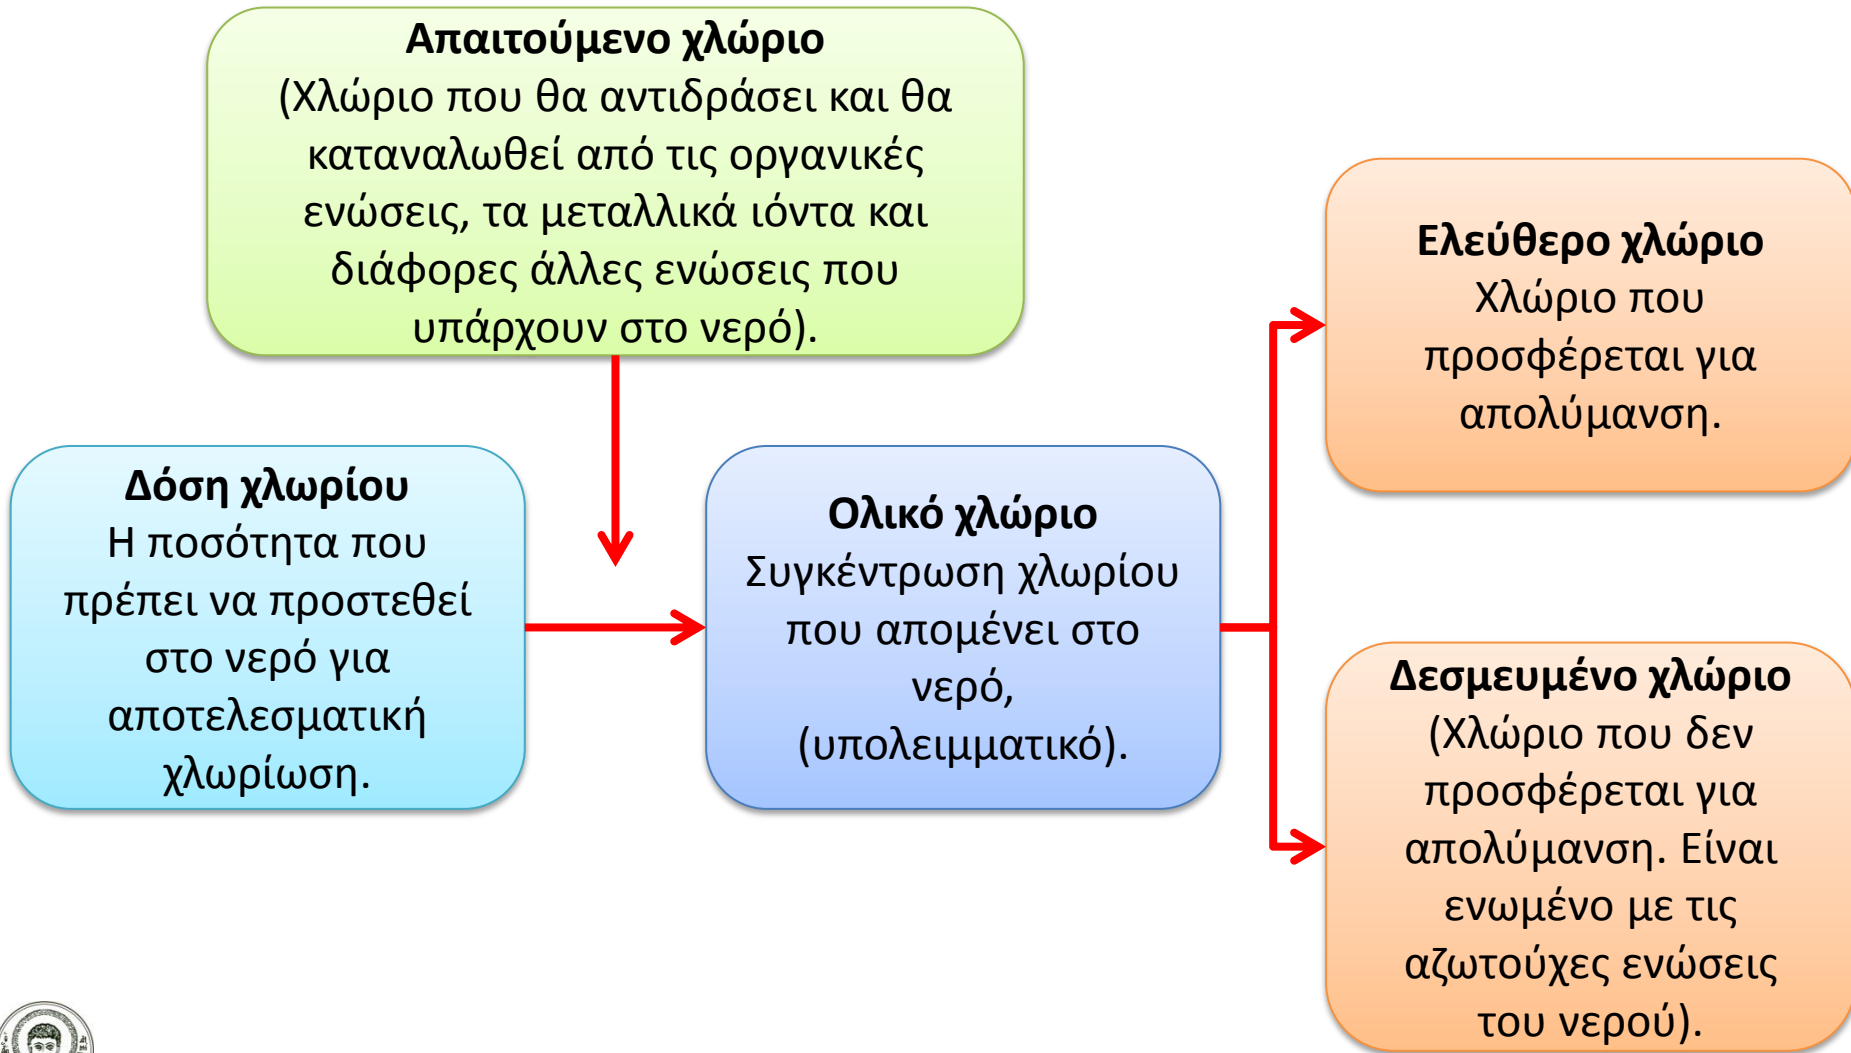 Απαιτούμενο χλώριο
(Χλώριο που θα αντιδράσει και θα
καταναλωθεί από τις οργανικές
ενώσεις, τα μεταλλικά ιόντα και
διάφορες άλλες ενώσεις που
υπάρχουν στο νερό).
Δόση χλωρίου
Η ποσότητα που
πρέπει να προστεθεί
στο νερό για
αποτελεσματική
χλωρίωση.
Ολικό χλώριο
Συγκέντρωση χλωρίου
που απομένει στο
νερό,
(υπολειμματικό).
Ελεύθερο χλώριο
Χλώριο που
προσφέρεται για
απολύμανση.
Δεσμευμένο χλώριο
(Χλώριο που δεν
προσφέρεται για
απολύμανση. Είναι
ενωμένο με τις
αζωτούχες ενώσεις
του νερού).